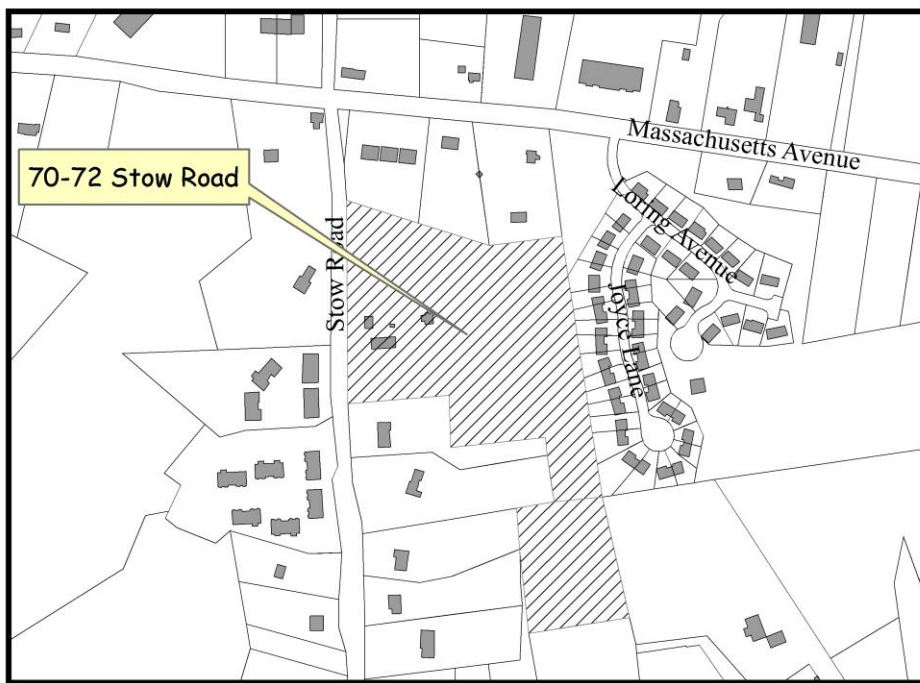 Massachusetts Avenue
70-72 Stow Road
Loring Avenue
Stow Road
Joyce Lane